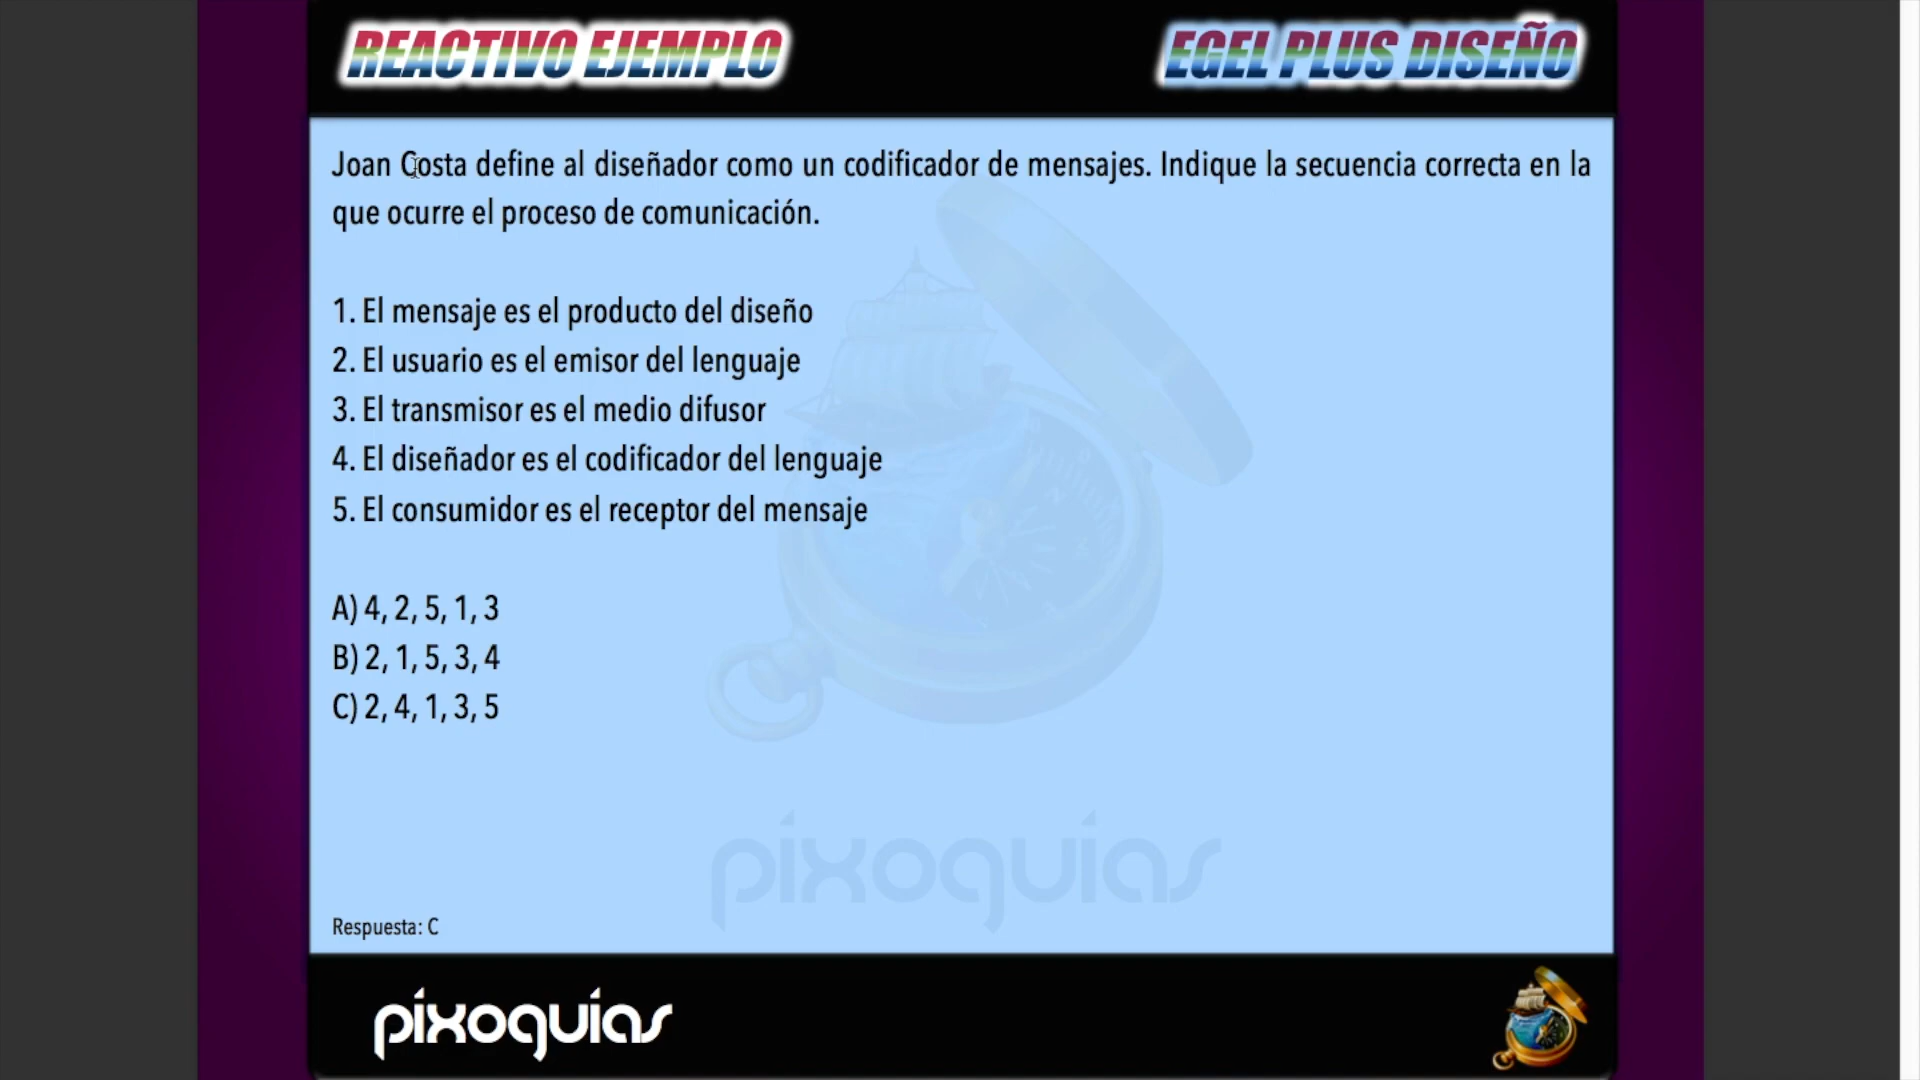 REACTIVO EJEMPLO
EGEL PLUS DISEÑO
Joan Costa define al diseñador como un codificador de mensajes. Indique la secuencia correcta en la
que ocurre el proceso de comunicación.
1. El mensaje es el producto del diseño
2. El usuario es el emisor del lenguaje
3. El transmisor es el medio difusor
4. El diseñador es el codificador del lenguaje
5. El consumidor es el receptor del mensaje
A) 4, 2, 5, 1, 3
B) 2, 1, 5, 3, 4
C) 2, 4, 1, 3, 5
pixoguias
Respuesta: C
pixoguias